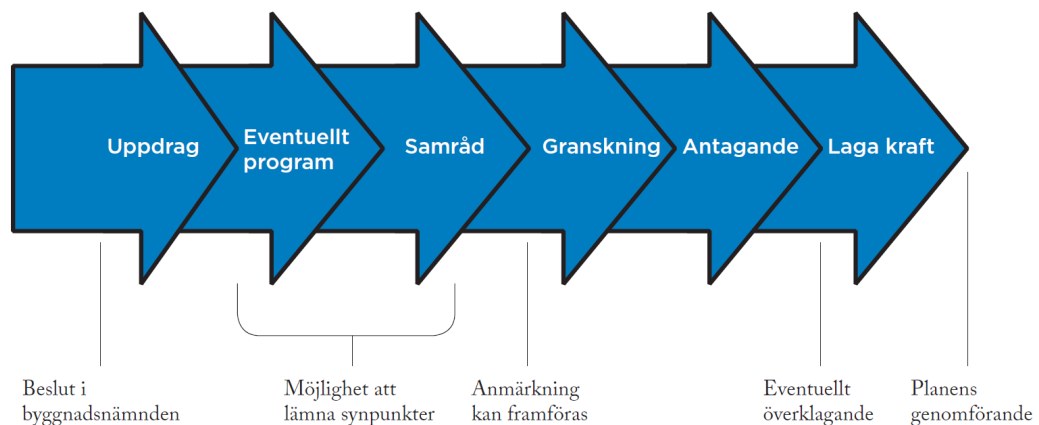 Uppdrag
Eventuellt
program
Samråd
Granskning
Antagande
Laga kraft
Beslut i
byggnadsnämnden
Möjlighet att
lämna synpunkter
Anmärkning
kan framföras
Eventuellt
överklagande
Planens
genomförande